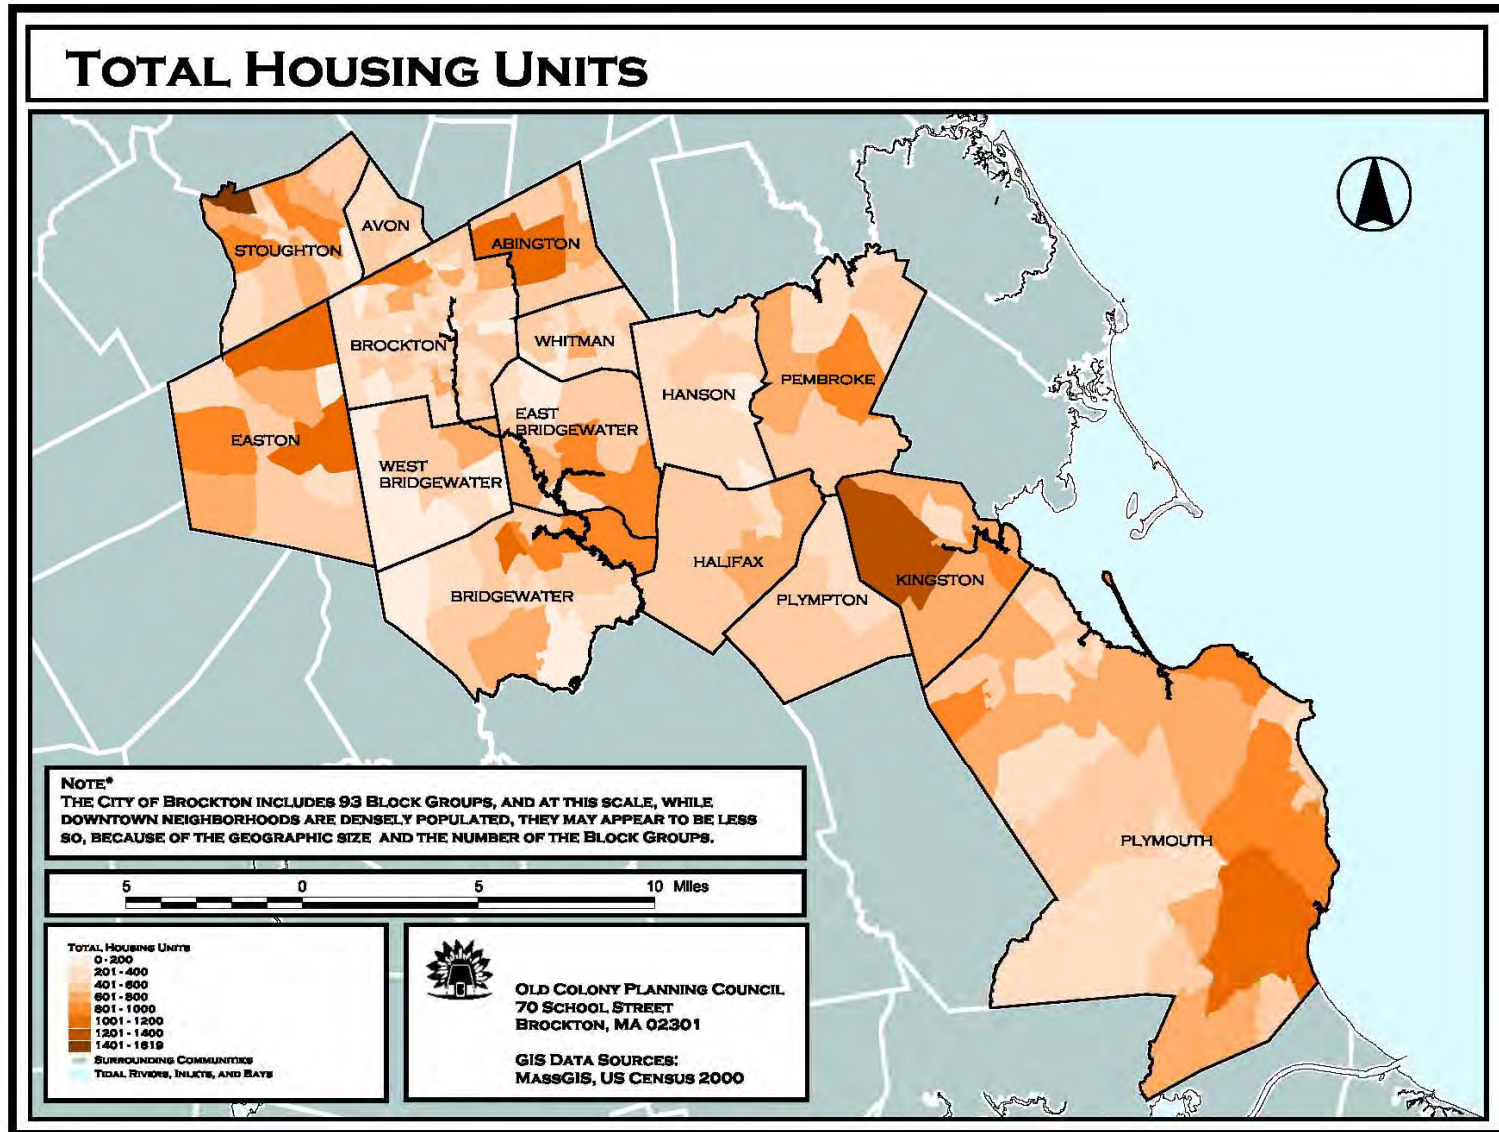 TOTAL HOUSING UNITS
STOUGHTON
AVON
ABINGTON
BROCKTON
WHITMAN
HANSON
PEMBROKE
EASTON
EAST
BRIDGEWATER
WEST
BRIDGEWATER
BRIDGEWATER
HALIFAX
PLYMPTON
KINGSTON
PLYMOUTH
NOTE*
THE CITY OF BROCKTON INCLUDES 93 BLOCK GROUPS, AND AT THIS SCALE, WHILE
DOWNTOWN NEIGHBORHOODS ARE DENSELY POPULATED, THEY MAY APPEAR TO BE LESS
SO, BECAUSE OF THE GEOGRAPHIC SIZE AND THE NUMBER OF THE BLOCK GROUPS.
5 0 5 10 Miles
TOTAL HOUSING UNITS
0 - 200
201 - 400
401 - 600
601 - 800
801 - 1000
1001 - 1200
1201 - 1400
1401 - 1619
SURROUNDING COMMUNITIES
TIDAL RIVERS, INLETS, AND BAYS
OLD COLONY PLANNING COUNCIL
70 SCHOOL STREET
BROCKTON, MA 02301
GIS DATA SOURCES:
MASSGIS, US CENSUS 2000